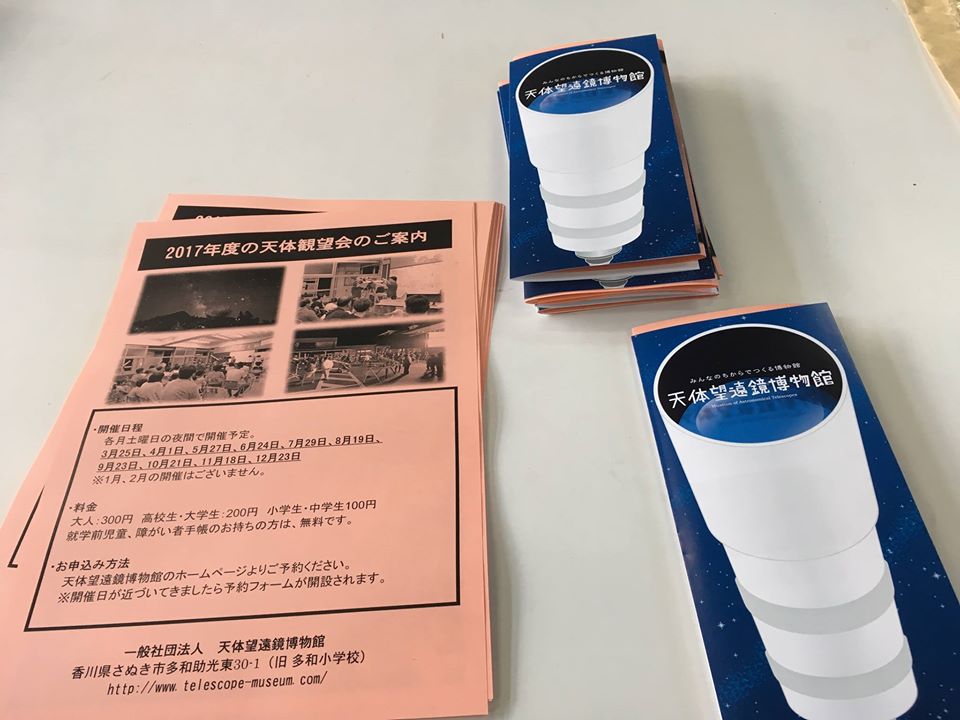 2017年度の天体観望会のご案内
・開催日程
各月土曜日の夜間で開催予定。
3月25日、4月1日、5月27日、6月24日、7月29日、8月19日、
9月23日、10月21日、11月18日、12月23日
※1月、2月の開催はございません。
・料金
大人:300円 高校生・大学生:200円 小学生・中学生100円
就学前児童、障がい者手帳のお持ちの方は、無料です。
・お申込み方法
天体望遠鏡博物館のホームページよりご予約ください。
※開催日が近づいてきましたら予約フォームが開設されます。
一般社団法人 天体望遠鏡博物館
香川県さぬき市多和助光東30-1(旧 多和小学校)
http://www.telescope-museum.com/
みんなのちからでつくる博物館
天体望遠鏡博物館
Museum of Astronomical Telescopes
みんなのちからでつくる博物館
天体望遠鏡博物館
Museum of Astronomical Telescopes